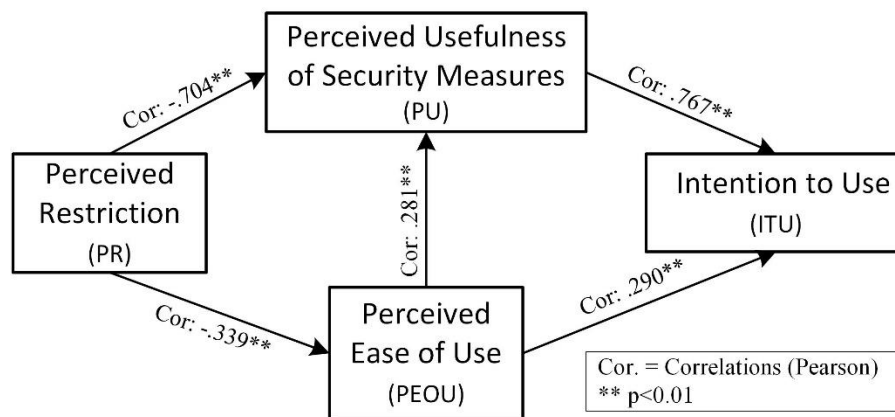 Perceived Usefulness
of Security Measures
(PU)
Cor: -.704**
Cor: .767**
Perceived
Restriction
(PR)
Cor: .281**
Intention to Use
(ITU)
Cor: -.339**
Perceived
Ease of Use
(PEOU)
Cor: .290**
Cor. = Correlations (Pearson)
** p<0.01